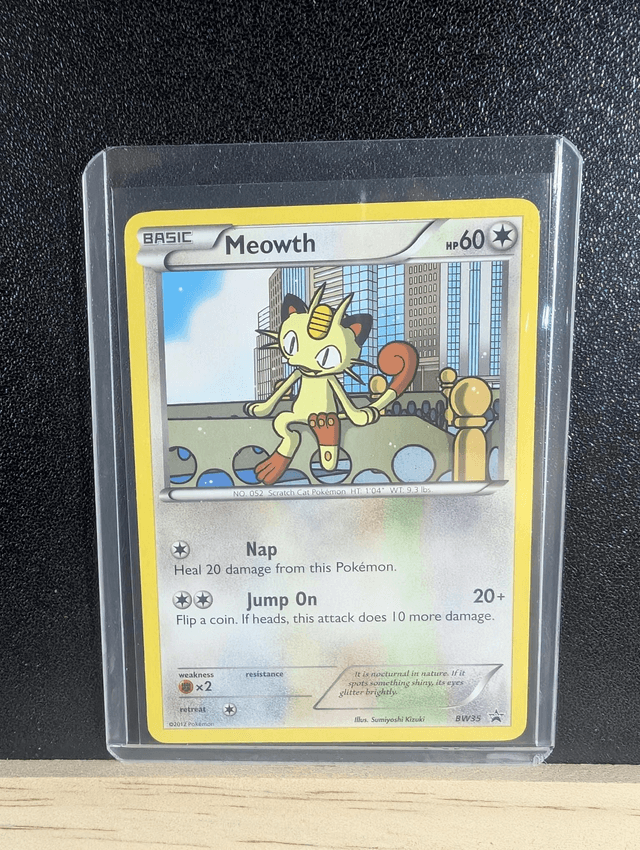 BASIC Meowth HP60
NO. 052 Scratch Cat Pokémon HT: 1'04" WT: 9.3 lbs.
Nap
Heal 20 damage from this Pokémon.
Jump On 20+
Flip a coin. If heads, this attack does 10 more damage.
weakness resistance
×2
It is nocturnal in nature. If it
spots something shiny, its eyes
glitter brightly.
retreat
©2012 Pokémon Illus. Sumiyoshi Kizuki BW35